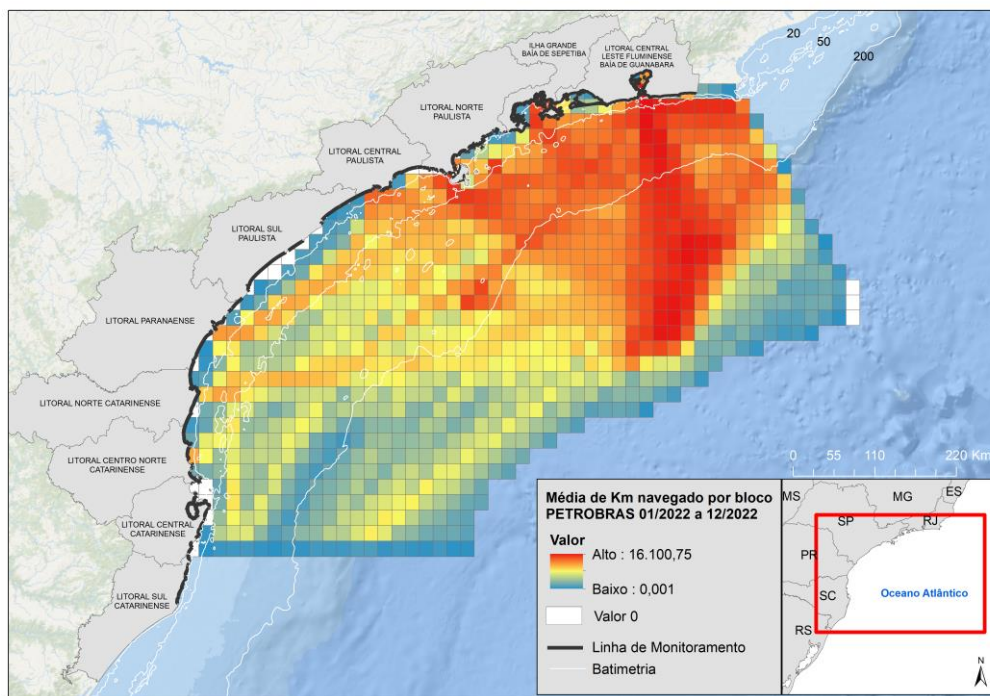 20
50
200
ILHA GRANDE
BAÍA DE SEPETIBA
LITORAL CENTRAL
LESTE FLUMINENSE
BAÍA DE GUANABARA
LITORAL NORTE
PAULISTA
LITORAL CENTRAL
PAULISTA
LITORAL SUL
PAULISTA
LITORAL PARANAENSE
LITORAL NORTE CATARINENSE
LITORAL CENTRO NORTE
CATARINENSE
LITORAL CENTRAL
CATARINENSE
LITORAL SUL
CATARINENSE
0 55 110 220 Km
Média de Km navegado por bloco
PETROBRAS 01/2022 a 12/2022
Valor
Alto : 16.100,75
Baixo : 0,001
Valor 0
Linha de Monitoramento
Batimetria
MS
MG
ES
SP
RJ
PR
SC
RS
Oceano Atlântico
N